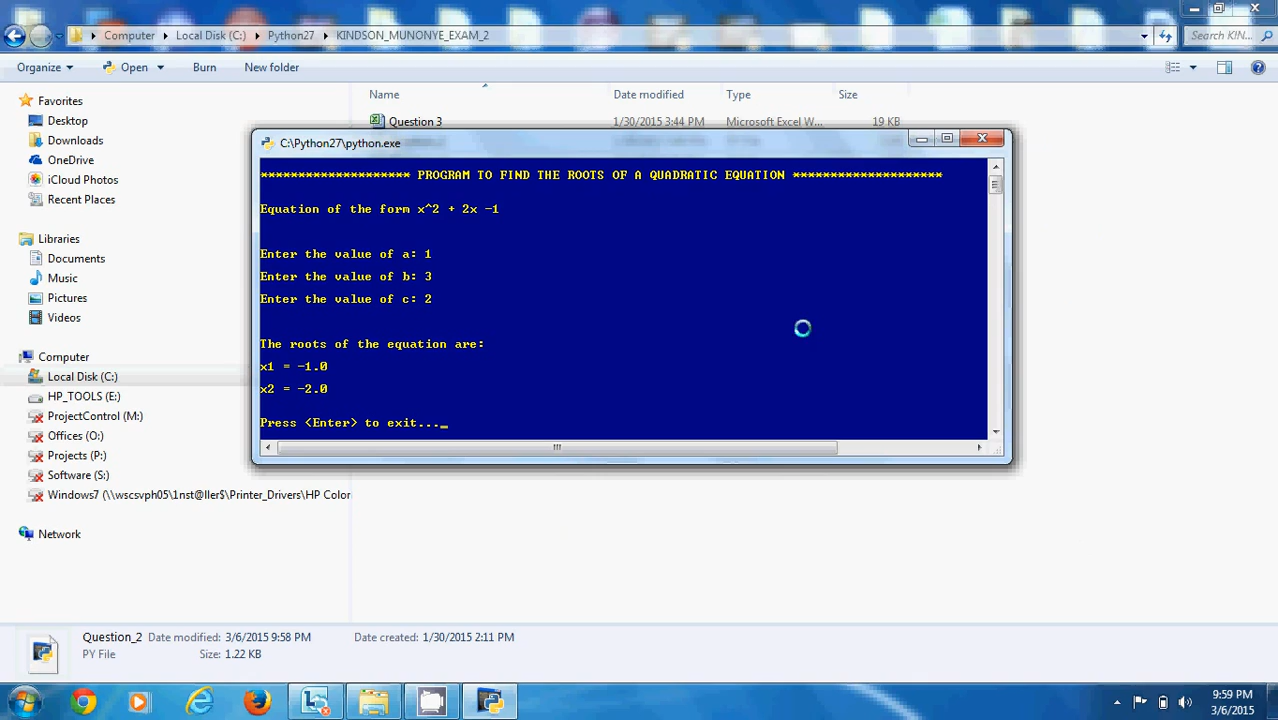 Computer ▸ Local Disk (C:) ▸ Python27 ▸ KINDSON_MUNONYE_EXAM_2
Search KIN...
Organize Open Burn New folder
Name Date modified Type Size
Favorites
Desktop
Downloads
OneDrive
iCloud Photos
Recent Places
Libraries
Documents
Music
Pictures
Videos
Computer
Local Disk (C:)
HP_TOOLS (E:)
ProjectControl (M:)
Offices (O:)
Projects (P:)
Software (S:)
Windows7 (\\wscsvph05\1nst@ller$\Printer_Drivers\HP Color
Network
Question 3 1/30/2015 3:44 PM Microsoft Excel W... 19 KB
C:\Python27\python.exe
******************** PROGRAM TO FIND THE ROOTS OF A QUADRATIC EQUATION ********************
Equation of the form x^2 + 2x -1
Enter the value of a: 1
Enter the value of b: 3
Enter the value of c: 2
The roots of the equation are:
x1 = -1.0
x2 = -2.0
Press <Enter> to exit..._
Question_2 Date modified: 3/6/2015 9:58 PM Date created: 1/30/2015 2:11 PM
PY File Size: 1.22 KB
9:59 PM
3/6/2015